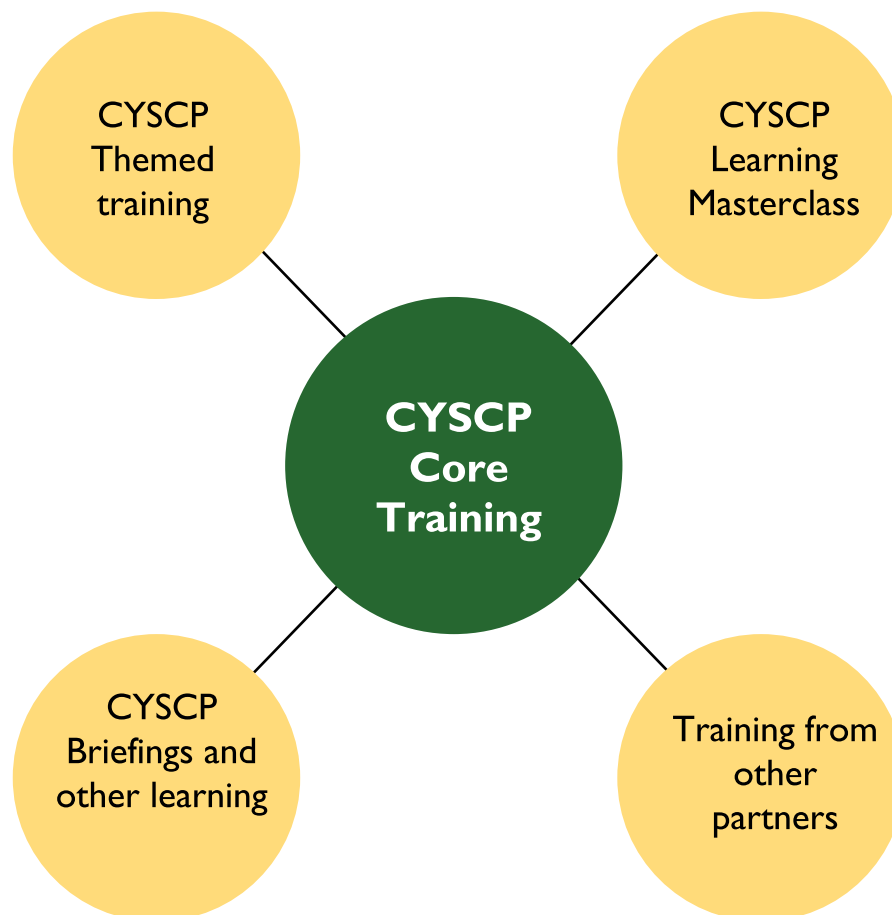 CYSCP
Themed
training
CYSCP
Learning
Masterclass
CYSCP
Core
Training
CYSCP
Briefings and
other learning
Training from
other
partners